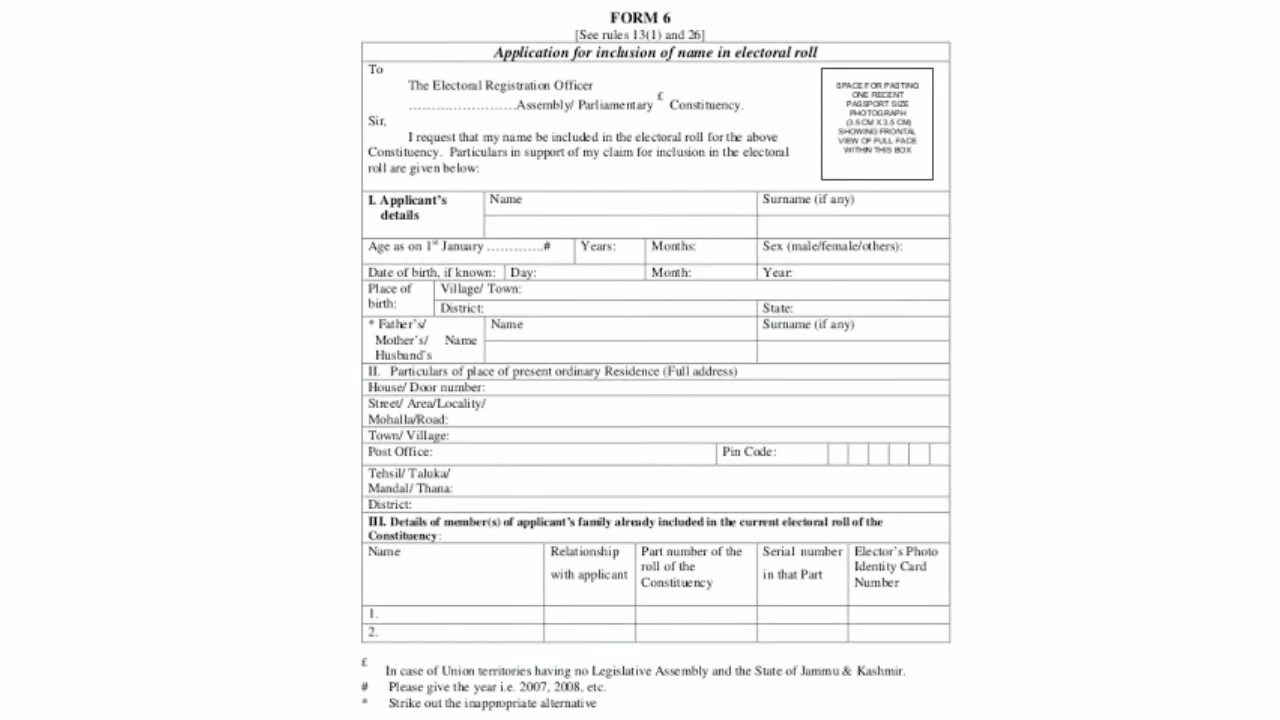 FORM 6
[See rules 13(1) and 26]
Application for inclusion of name in electoral roll
To
The Electoral Registration Officer
........................Assembly/ Parliamentary £ Constituency.
Sir,
I request that my name be included in the electoral roll for the above
Constituency. Particulars in support of my claim for inclusion in the electoral
roll are given below:
SPACE FOR PASTING
ONE RECENT
PASSPORT SIZE
PHOTOGRAPH
(3.5 CM X 3.5 CM)
SHOWING FRONTAL
VIEW OF FULL FACE
WITHIN THIS BOX
I. Applicant's
details
Name
Surname (if any)
Age as on 1st January .............#
Years:
Months:
Sex (male/female/others):
Date of birth, if known:
Day:
Month:
Year:
Place of
birth:
Village/ Town:
District:
State:
* Father's/
Mother's/ Name
Husband's
Name
Surname (if any)
II. Particulars of place of present ordinary Residence (Full address)
House/ Door number:
Street/ Area/Locality/
Mohalla/Road:
Town/ Village:
Post Office:
Pin Code:
Tehsil/ Taluka/
Mandal/ Thana:
District:
III. Details of member(s) of applicant's family already included in the current electoral roll of the
Constituency:
Name
Relationship
with applicant
Part number of the
roll of the
Constituency
Serial number
in that Part
Elector's Photo
Identity Card
Number
1.
2.
£ In case of Union territories having no Legislative Assembly and the State of Jammu & Kashmir.
# Please give the year i.e. 2007, 2008, etc.
* Strike out the inappropriate alternative